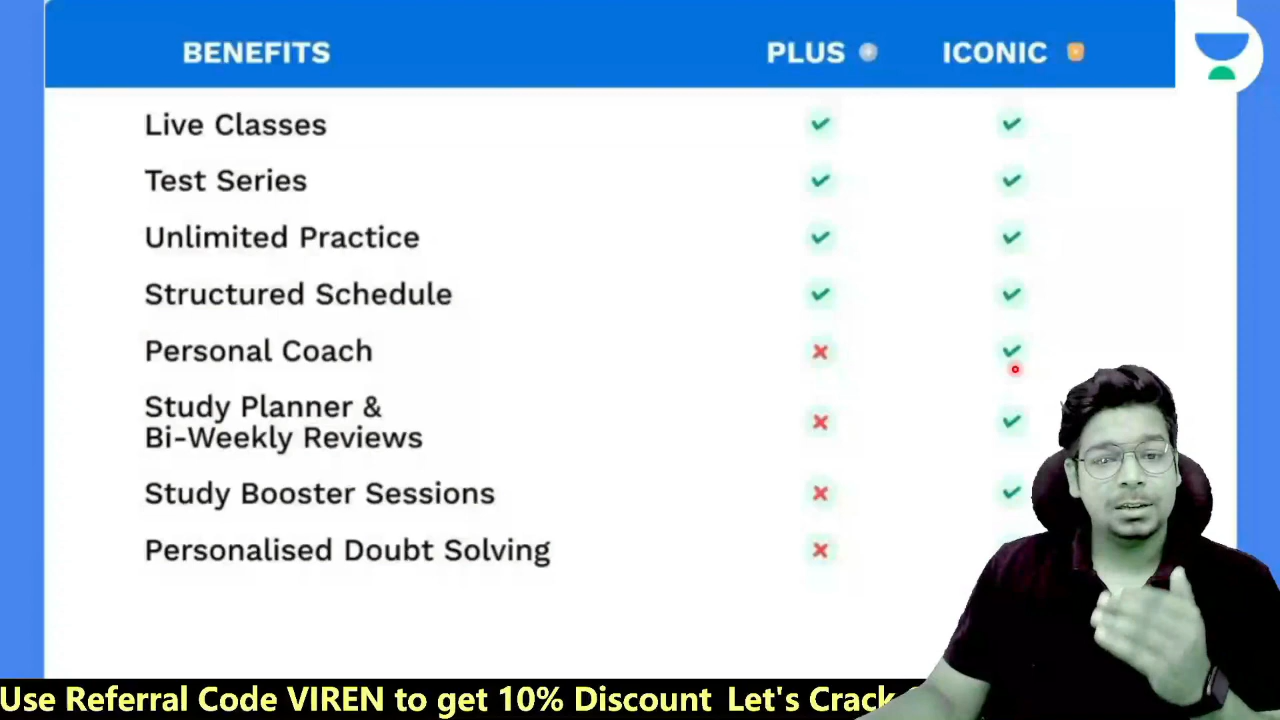 BENEFITS PLUS ICONIC
Live Classes
Test Series
Unlimited Practice
Structured Schedule
Personal Coach
Study Planner &
Bi-Weekly Reviews
Study Booster Sessions
Personalised Doubt Solving
Use Referral Code VIREN to get 10% Discount Let's Crack